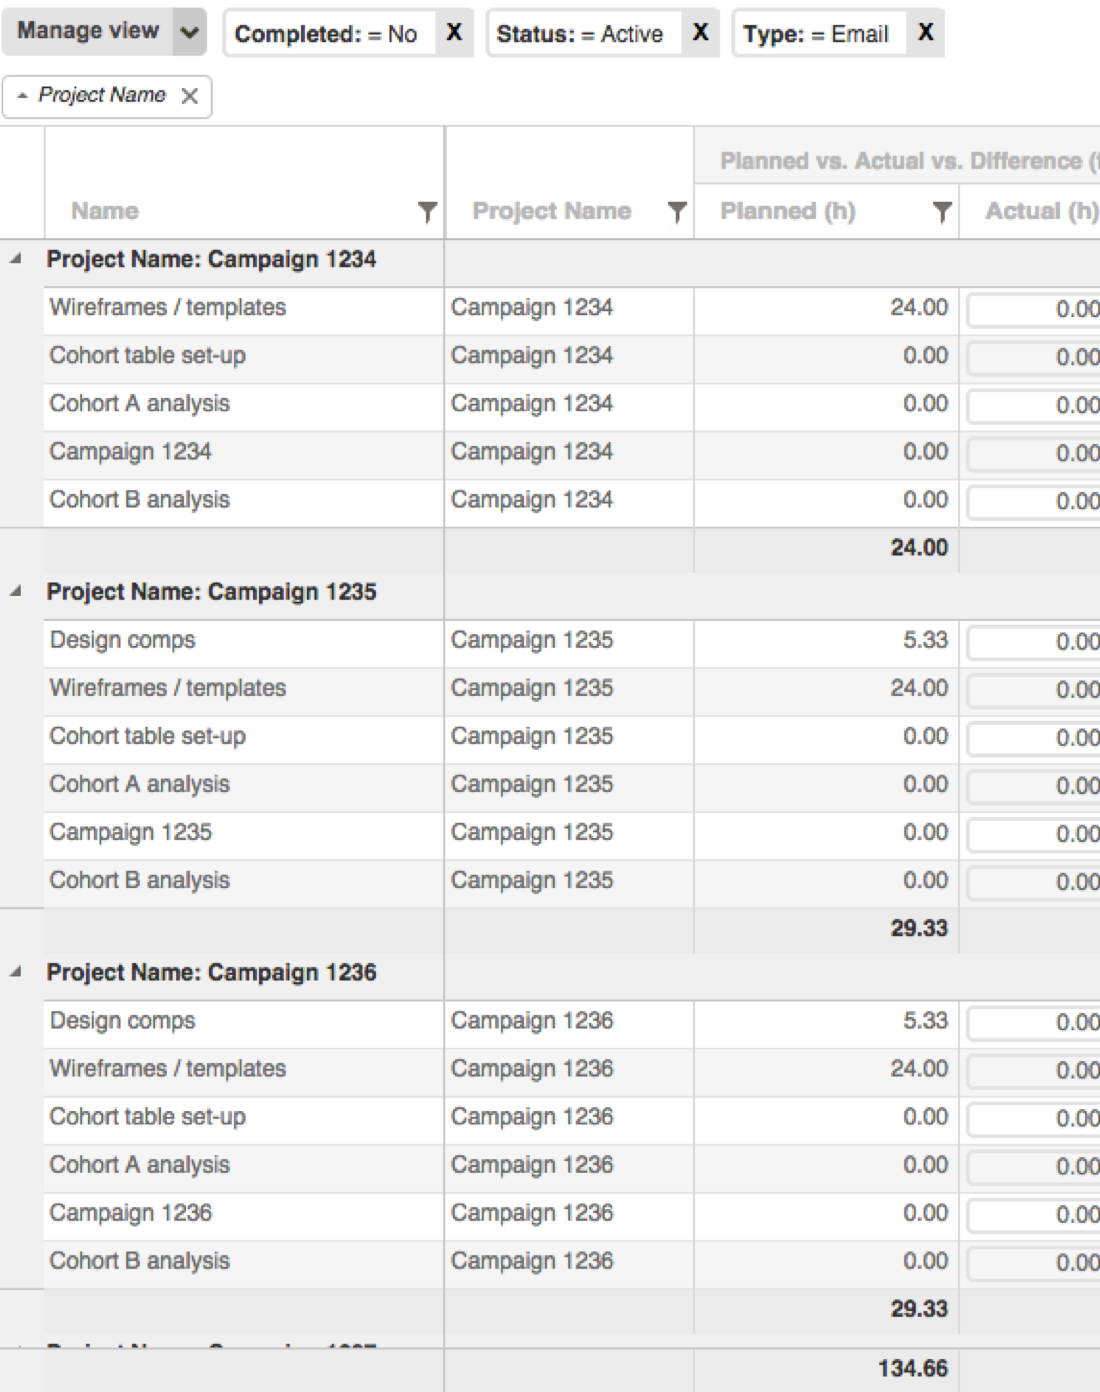 Manage view Completed: = No X Status: = Active X Type: = Email X
Project Name
Planned vs. Actual vs. Difference
Name Project Name Planned (h) Actual (h)
Project Name: Campaign 1234
Wireframes / templates Campaign 1234 24.00 0.00
Cohort table set-up Campaign 1234 0.00 0.00
Cohort A analysis Campaign 1234 0.00 0.00
Campaign 1234 Campaign 1234 0.00 0.00
Cohort B analysis Campaign 1234 0.00 0.00
24.00
Project Name: Campaign 1235
Design comps Campaign 1235 5.33 0.00
Wireframes / templates Campaign 1235 24.00 0.00
Cohort table set-up Campaign 1235 0.00 0.00
Cohort A analysis Campaign 1235 0.00 0.00
Campaign 1235 Campaign 1235 0.00 0.00
Cohort B analysis Campaign 1235 0.00 0.00
29.33
Project Name: Campaign 1236
Design comps Campaign 1236 5.33 0.00
Wireframes / templates Campaign 1236 24.00 0.00
Cohort table set-up Campaign 1236 0.00 0.00
Cohort A analysis Campaign 1236 0.00 0.00
Campaign 1236 Campaign 1236 0.00 0.00
Cohort B analysis Campaign 1236 0.00 0.00
29.33
134.66